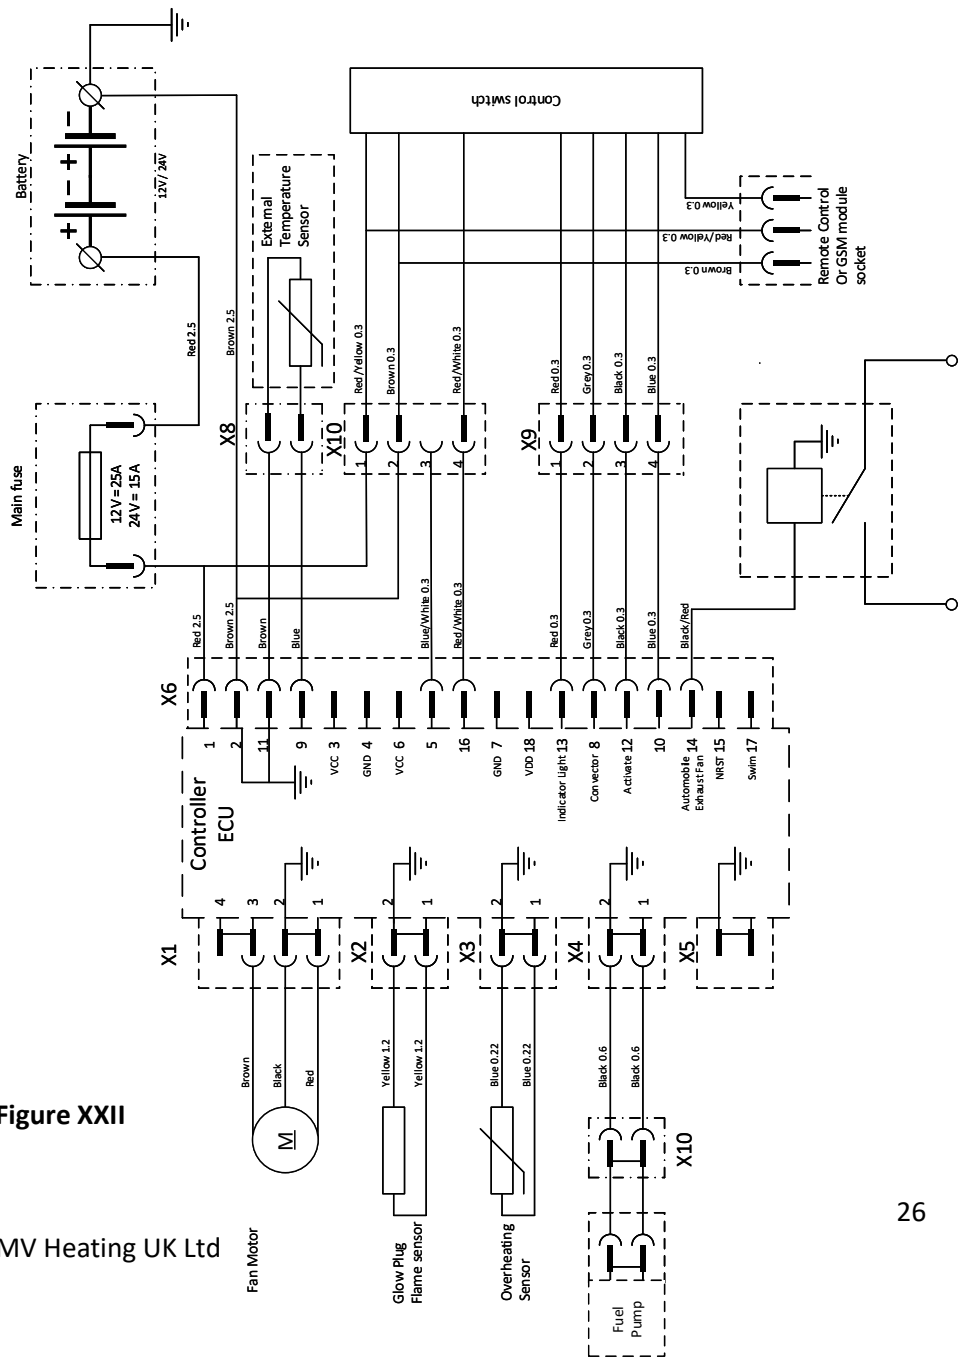 Battery
+ − + −
12V/ 24V
Main fuse
12V = 25A
24V = 15A
Red 2.5
Brown 2.5
External
Temperature
Sensor
Control switch
Yellow 0.3
Red/Yellow 0.3
Brown 0.3
Remote Control
Or GSM module
socket
Red/Yellow 0.3
Brown 0.3
Red/White 0.3
Red 0.3
Grey 0.3
Black 0.3
Blue 0.3
X8
X10
1
2
3
4
X9
1
2
3
4
Red 2.5
Brown 2.5
Brown
Blue
Blue/White 0.3
Red/White 0.3
Red 0.3
Grey 0.3
Black 0.3
Blue 0.3
Black/Red
X6
1
2
11
9
VCC 3
GND 4
VCC 6
5
16
GND 7
VDD 18
Indicator Light 13
Convector 8
Activate 12
10
Automobile 14
Exhaust Fan
NRST 15
Swim 17
Controller
ECU
X1
4
3
2
1
X2
2
1
X3
2
1
X4
2
1
X5
Brown
Black
Red
Yellow 1.2
Yellow 1.2
Blue 0.22
Blue 0.22
Black 0.6
Black 0.6
M
X10
Fan Motor
Glow Plug
Flame sensor
Overheating
Sensor
Fuel
Pump
Figure XXII
MV Heating UK Ltd
26